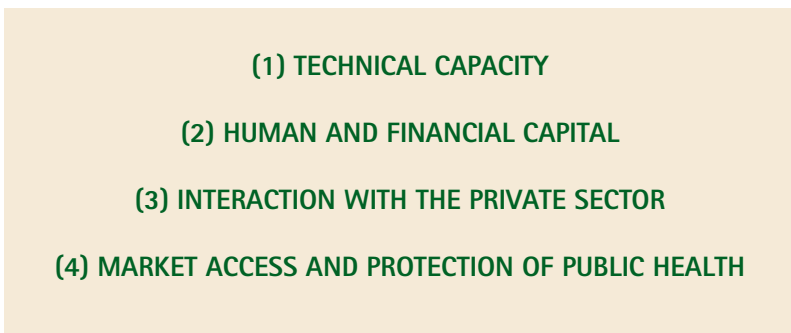 (1) TECHNICAL CAPACITY
(2) HUMAN AND FINANCIAL CAPITAL
(3) INTERACTION WITH THE PRIVATE SECTOR
(4) MARKET ACCESS AND PROTECTION OF PUBLIC HEALTH